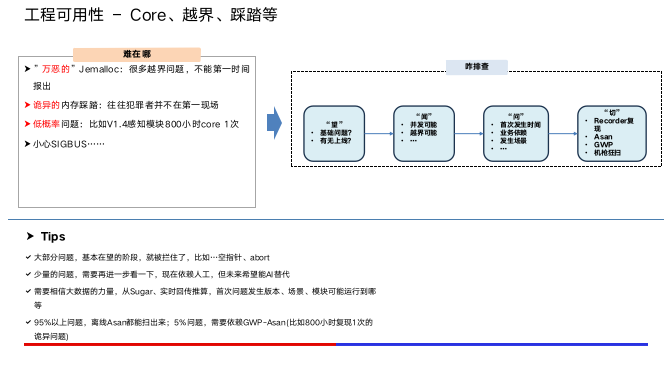 工程可用性 - Core、越界、踩踏等
难在哪
"万恶的"Jemalloc：很多越界问题，不能第一时间
报出
诡异的内存踩踏：往往犯罪者并不在第一现场
低概率问题：比如V1.4感知模块800小时core 1次
小心SIGBUS……
咋排查
"望"
• 基础问题?
• 有无上线?
"闻"
• 并发可能
• 越界可能
• …
"问"
• 首次发生时间
• 业务依赖
• 发生场景
• …
"切"
• Recorder复
现
• Asan
• GWP
• 机枪狂扫
Tips
大部分问题，基本在望的阶段，就被拦住了，比如…空指针、abort
少量的问题，需要再进一步看一下，现在依赖人工，但未来希望能AI替代
需要相信大数据的力量，从Sugar、实时回传推算，首次问题发生版本、场景、模块可能运行到哪
等
95%以上问题，离线Asan都能扫出来；5%问题，需要依赖GWP-Asan(比如800小时复现1次的
诡异问题)